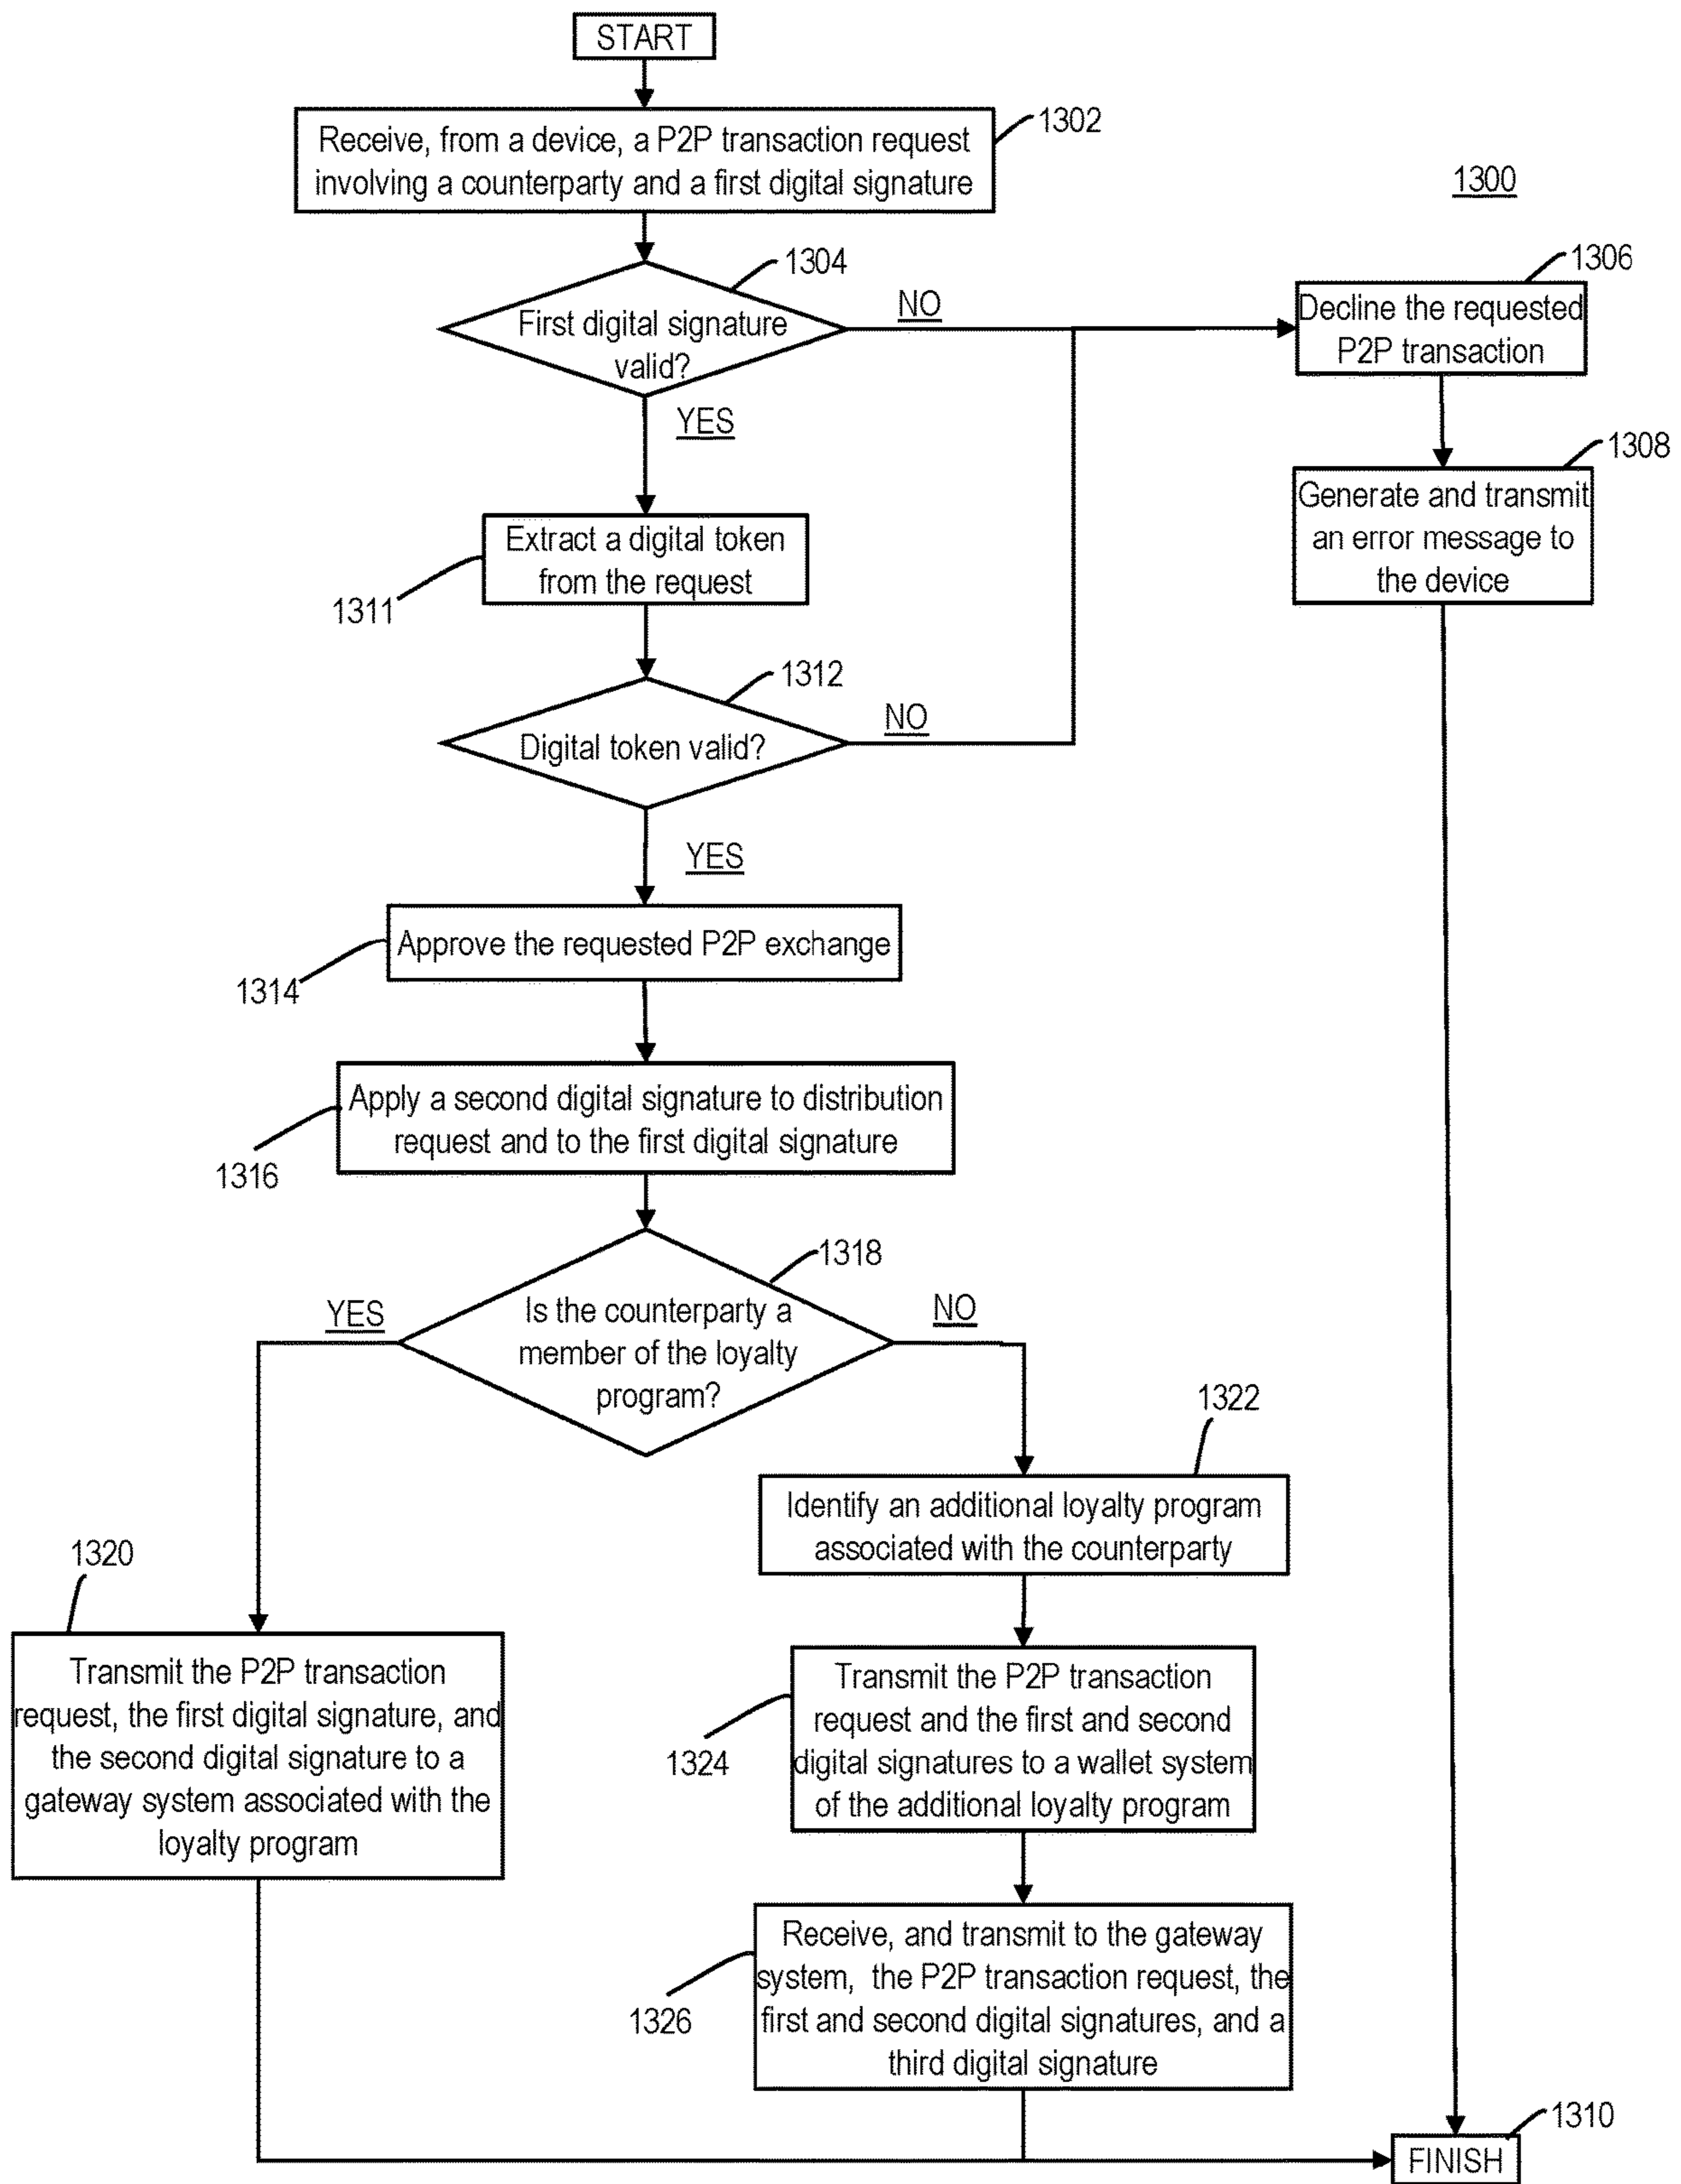 START
1302
Receive, from a device, a P2P transaction request
involving a counterparty and a first digital signature
1300
1304
1306
NO
First digital signature
valid?
Decline the requested
P2P transaction
YES
1308
Generate and transmit
an error message to
the device
Extract a digital token
from the request
1311
1312
NO
Digital token valid?
YES
Approve the requested P2P exchange
1314
Apply a second digital signature to distribution
request and to the first digital signature
1316
1318
YES
NO
Is the counterparty a
member of the loyalty
program?
1322
Identify an additional loyalty program
associated with the counterparty
1320
Transmit the P2P transaction
request, the first digital signature, and
the second digital signature to a
gateway system associated with the
loyalty program
Transmit the P2P transaction
request and the first and second
digital signatures to a wallet system
of the additional loyalty program
1324
Receive, and transmit to the gateway
system, the P2P transaction request, the
first and second digital signatures, and a
third digital signature
1326
1310
FINISH